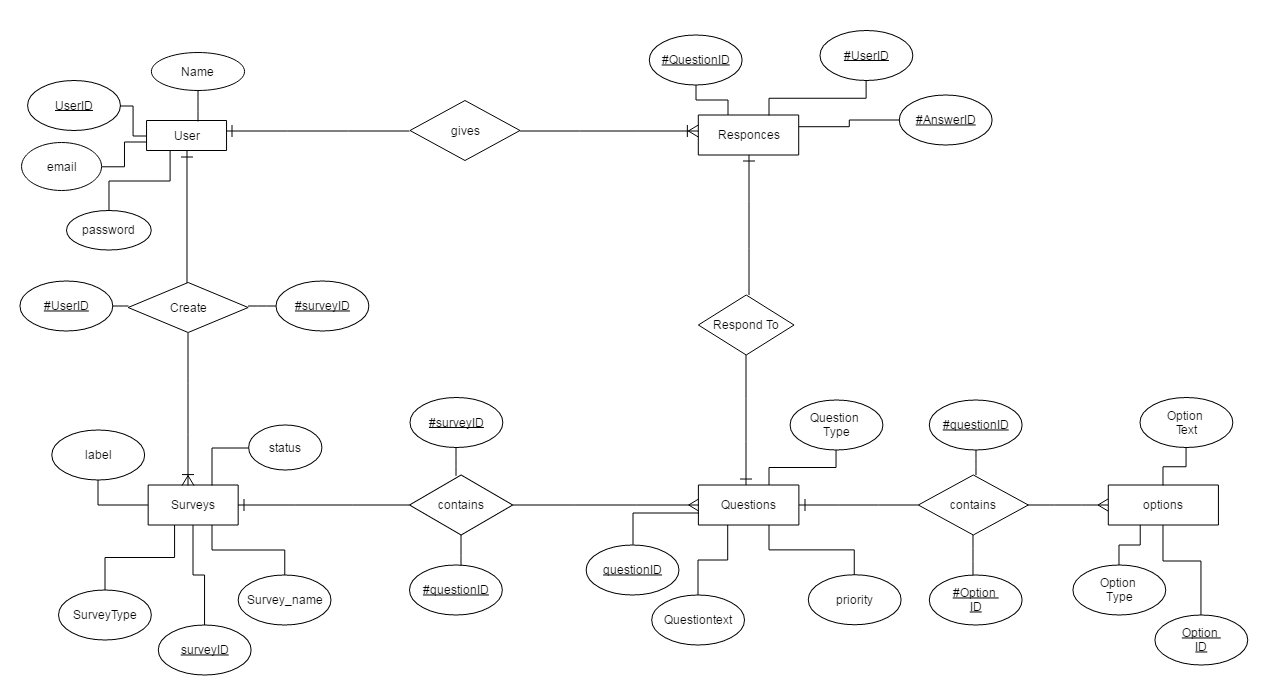 #QuestionID
#UserID
Name
UserID
#AnswerID
User
gives
Responces
email
password
#UserID
Create
#surveyID
Respond To
#surveyID
Question
Type
#questionID
Option
Text
label
status
Surveys
contains
Questions
contains
options
questionID
#questionID
Option
Type
SurveyType
Survey_name
Questiontext
priority
#Option
ID
surveyID
Option
ID